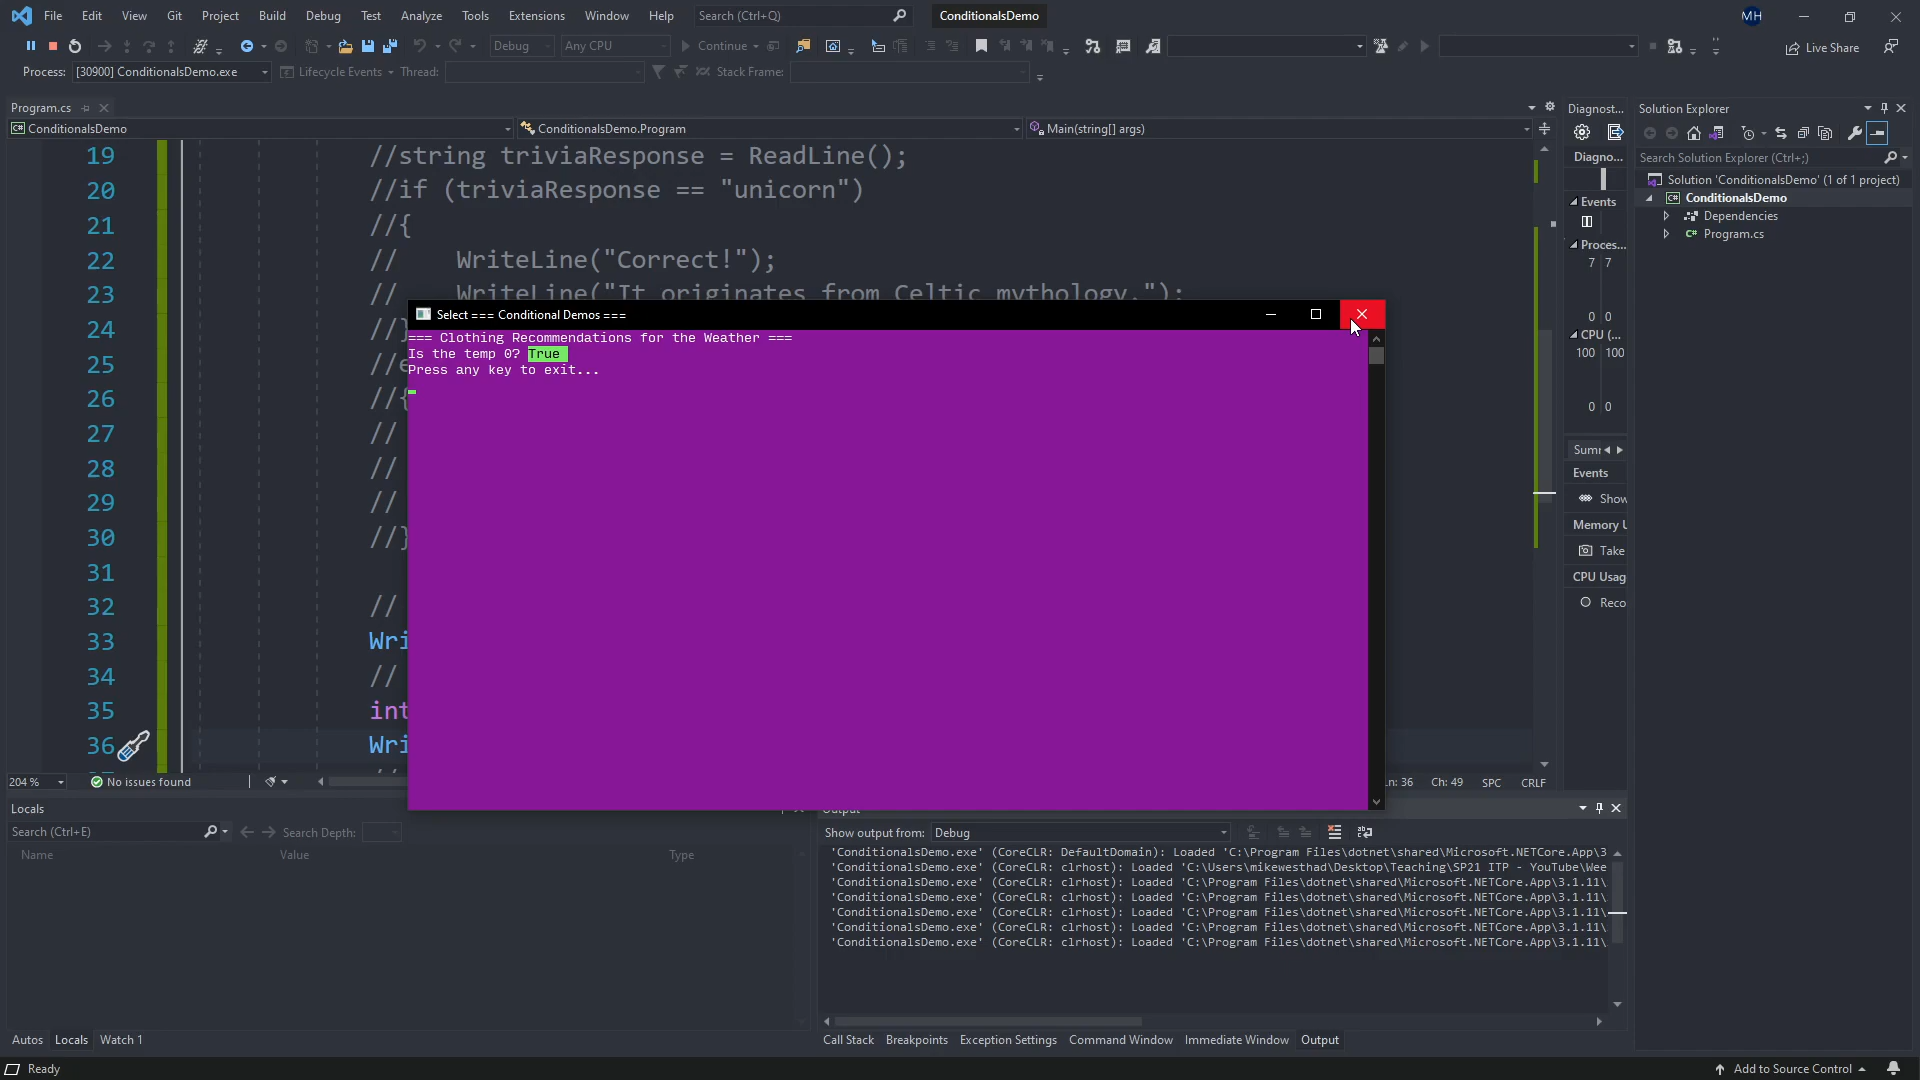 File Edit View Git Project Build Debug Test Analyze Tools Extensions Window Help Search (Ctrl+Q) ConditionalsDemo MH
Debug Any CPU Continue Live Share
Process: [30900] ConditionalsDemo.exe Lifecycle Events Thread: Stack Frame:
Program.cs
ConditionalsDemo ConditionalsDemo.Program Main(string[] args)
19 //string triviaResponse = ReadLine();
20 //if (triviaResponse == "unicorn")
21 //{
22 // WriteLine("Correct!");
23 // WriteLine("It originates from Celtic mythology.");
24 //}
25 //e
26 //{
27 //
28 //
29 //
30 //}
31
32 //
33 Wri
34 //
35 int
36 Wri
Select === Conditional Demos ===
=== Clothing Recommendations for the Weather ===
Is the temp 0? True
Press any key to exit...
204 % No issues found Ln: 36 Ch: 49 SPC CRLF
Diagnost...
Diagno...
Events
Proces...
7 7
0 0
CPU (...
100 100
0 0
Sum
Events
Show
Memory U
Take
CPU Usag
Reco
Solution Explorer
Search Solution Explorer (Ctrl+;)
Solution 'ConditionalsDemo' (1 of 1 project)
ConditionalsDemo
Dependencies
Program.cs
Locals
Search (Ctrl+E) Search Depth:
Name Value Type
Autos Locals Watch 1
Output
Show output from: Debug
'ConditionalsDemo.exe' (CoreCLR: DefaultDomain): Loaded 'C:\Program Files\dotnet\shared\Microsoft.NETCore.App\3
'ConditionalsDemo.exe' (CoreCLR: clrhost): Loaded 'C:\Users\mikewesthad\Desktop\Teaching\SP21 ITP - YouTube\Wee
'ConditionalsDemo.exe' (CoreCLR: clrhost): Loaded 'C:\Program Files\dotnet\shared\Microsoft.NETCore.App\3.1.11\
'ConditionalsDemo.exe' (CoreCLR: clrhost): Loaded 'C:\Program Files\dotnet\shared\Microsoft.NETCore.App\3.1.11\
'ConditionalsDemo.exe' (CoreCLR: clrhost): Loaded 'C:\Program Files\dotnet\shared\Microsoft.NETCore.App\3.1.11\
'ConditionalsDemo.exe' (CoreCLR: clrhost): Loaded 'C:\Program Files\dotnet\shared\Microsoft.NETCore.App\3.1.11\
'ConditionalsDemo.exe' (CoreCLR: clrhost): Loaded 'C:\Program Files\dotnet\shared\Microsoft.NETCore.App\3.1.11\
Call Stack Breakpoints Exception Settings Command Window Immediate Window Output
Ready Add to Source Control